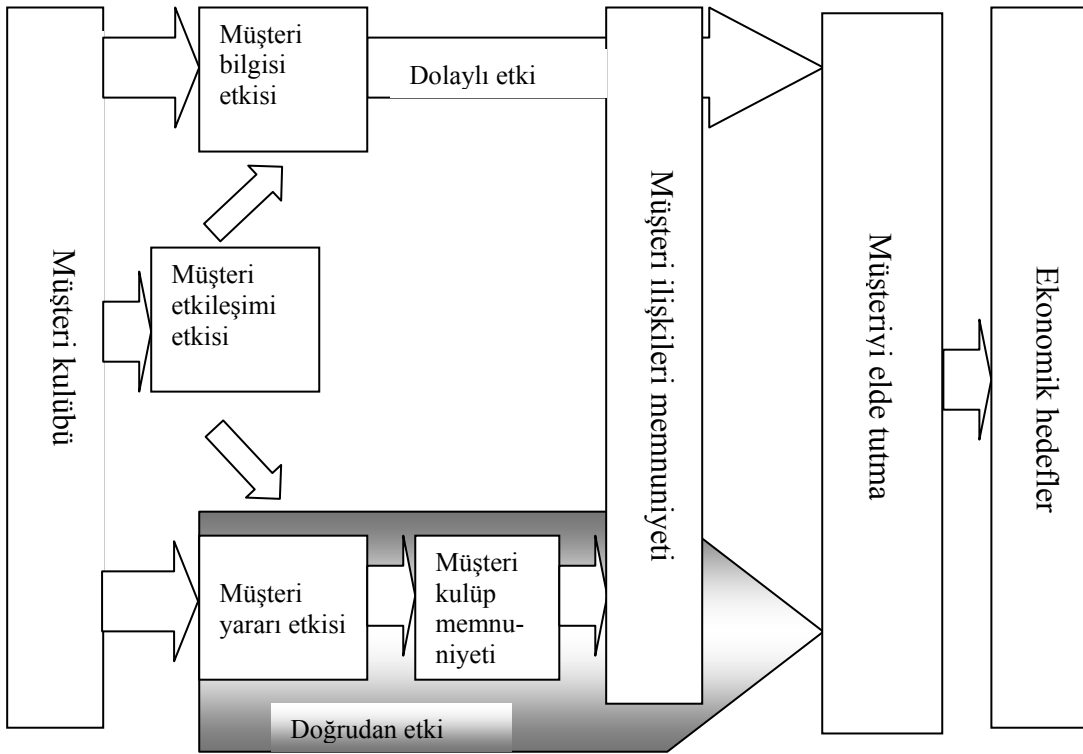 Müşteri kulübü
Müşteri
bilgisi
etkisi
Dolaylı etki
Müşteri
etkileşimi
etkisi
Müşteri
yararı etkisi
Müşteri
kulüp
memnu-
niyeti
Doğrudan etki
Müşteri ilişkileri memnuniyeti
Müşteriyi elde tutma
Ekonomik hedefler